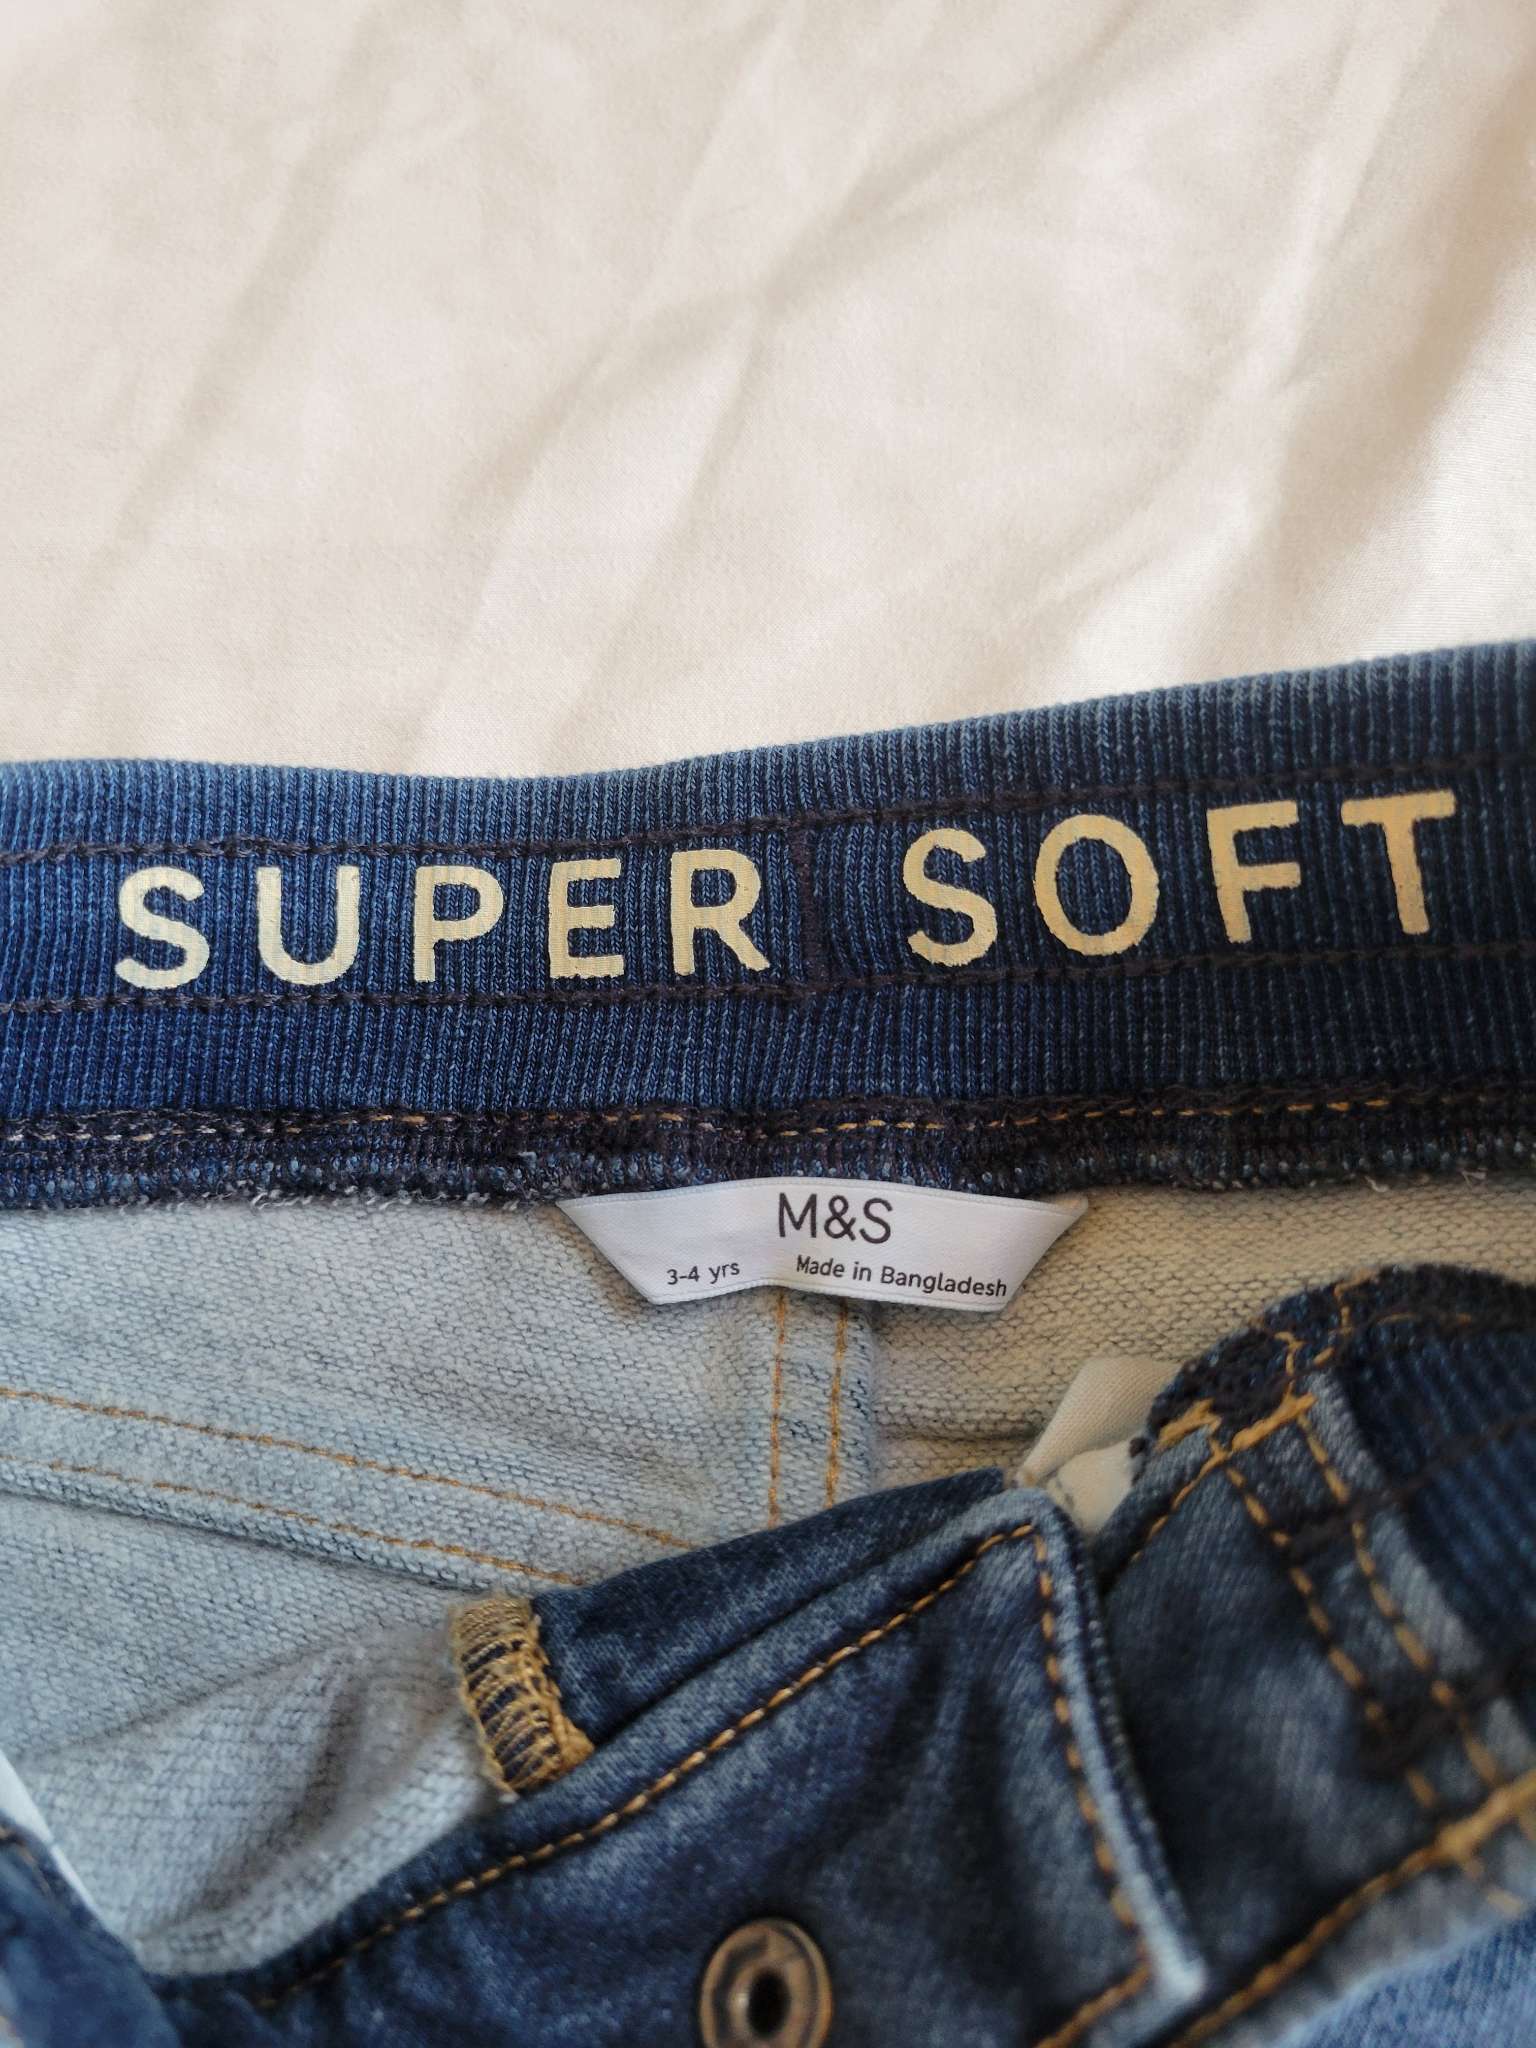 SUPER SOFT
M&S
3-4 yrs Made in Bangladesh